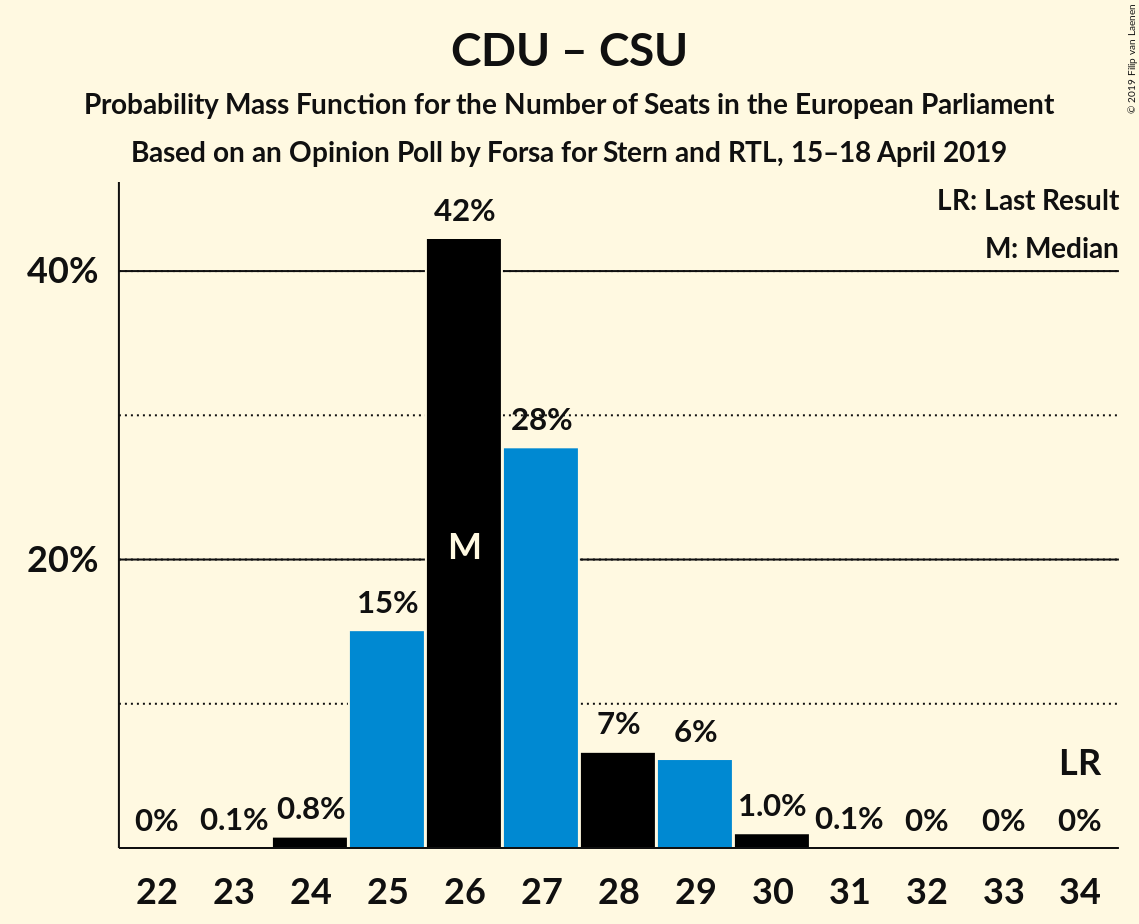 CDU – CSU
Probability Mass Function for the Number of Seats in the European Parliament
Based on an Opinion Poll by Forsa for Stern and RTL, 15–18 April 2019
© 2019 Filip van Laenen
LR: Last Result
M: Median
42%
40%
28%
M
20%
15%
7%
6%
LR
0%
0.1%
0.8%
1.0%
0.1%
0%
0%
0%
22 23 24 25 26 27 28 29 30 31 32 33 34